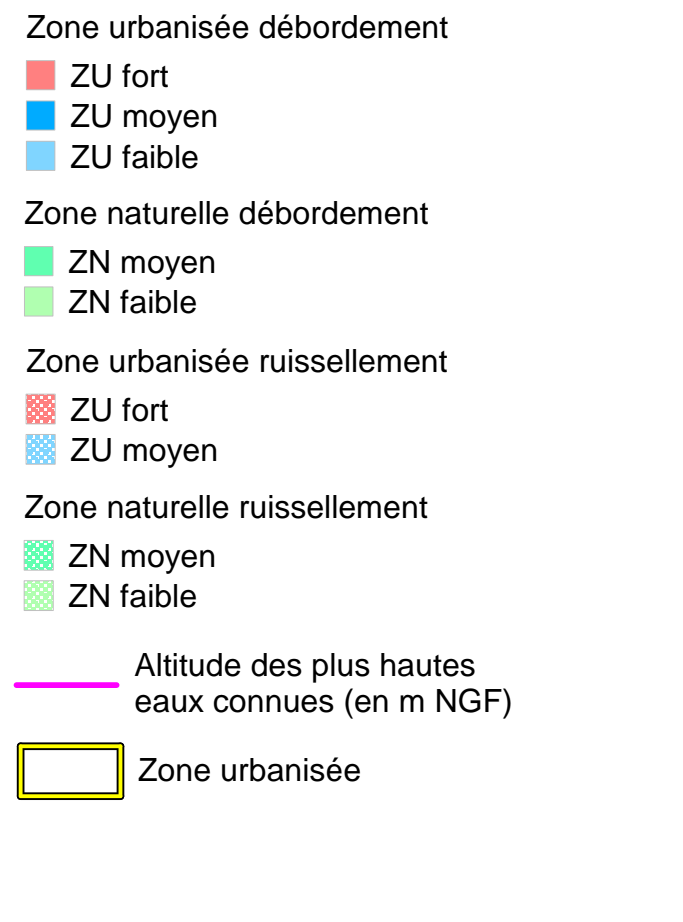 Zone urbanisée débordement
ZU fort
ZU moyen
ZU faible
Zone naturelle débordement
ZN moyen
ZN faible
Zone urbanisée ruissellement
ZU fort
ZU moyen
Zone naturelle ruissellement
ZN moyen
ZN faible
Altitude des plus hautes
eaux connues (en m NGF)
Zone urbanisée